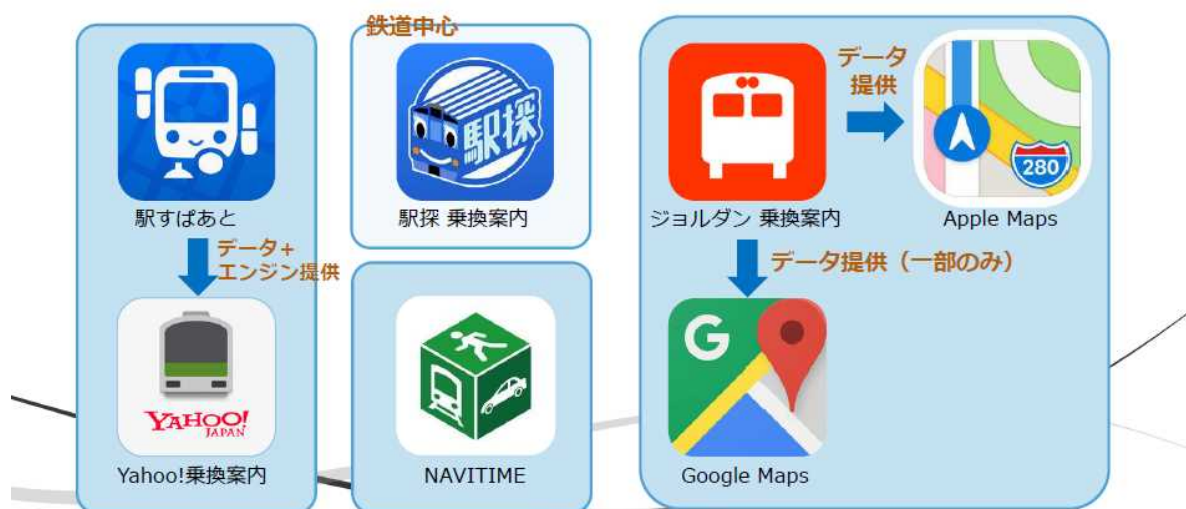 駅すぱあと
データ+
エンジン提供
YAHOO!
JAPAN
Yahoo!乗換案内
鉄道中心
駅探
駅探 乗換案内
NAVITIME
ジョルダン 乗換案内
データ
提供
280
Apple Maps
データ提供（一部のみ）
G
Google Maps